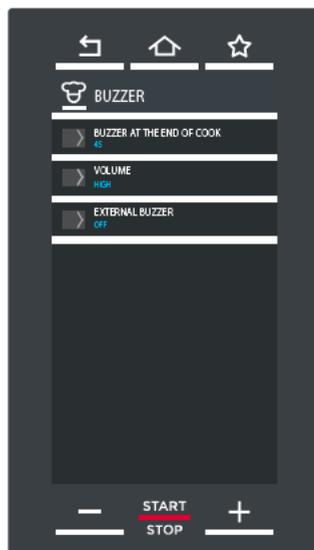 BUZZER
BUZZER AT THE END OF COOK
45
VOLUME
HIGH
EXTERNAL BUZZER
OFF
START
STOP